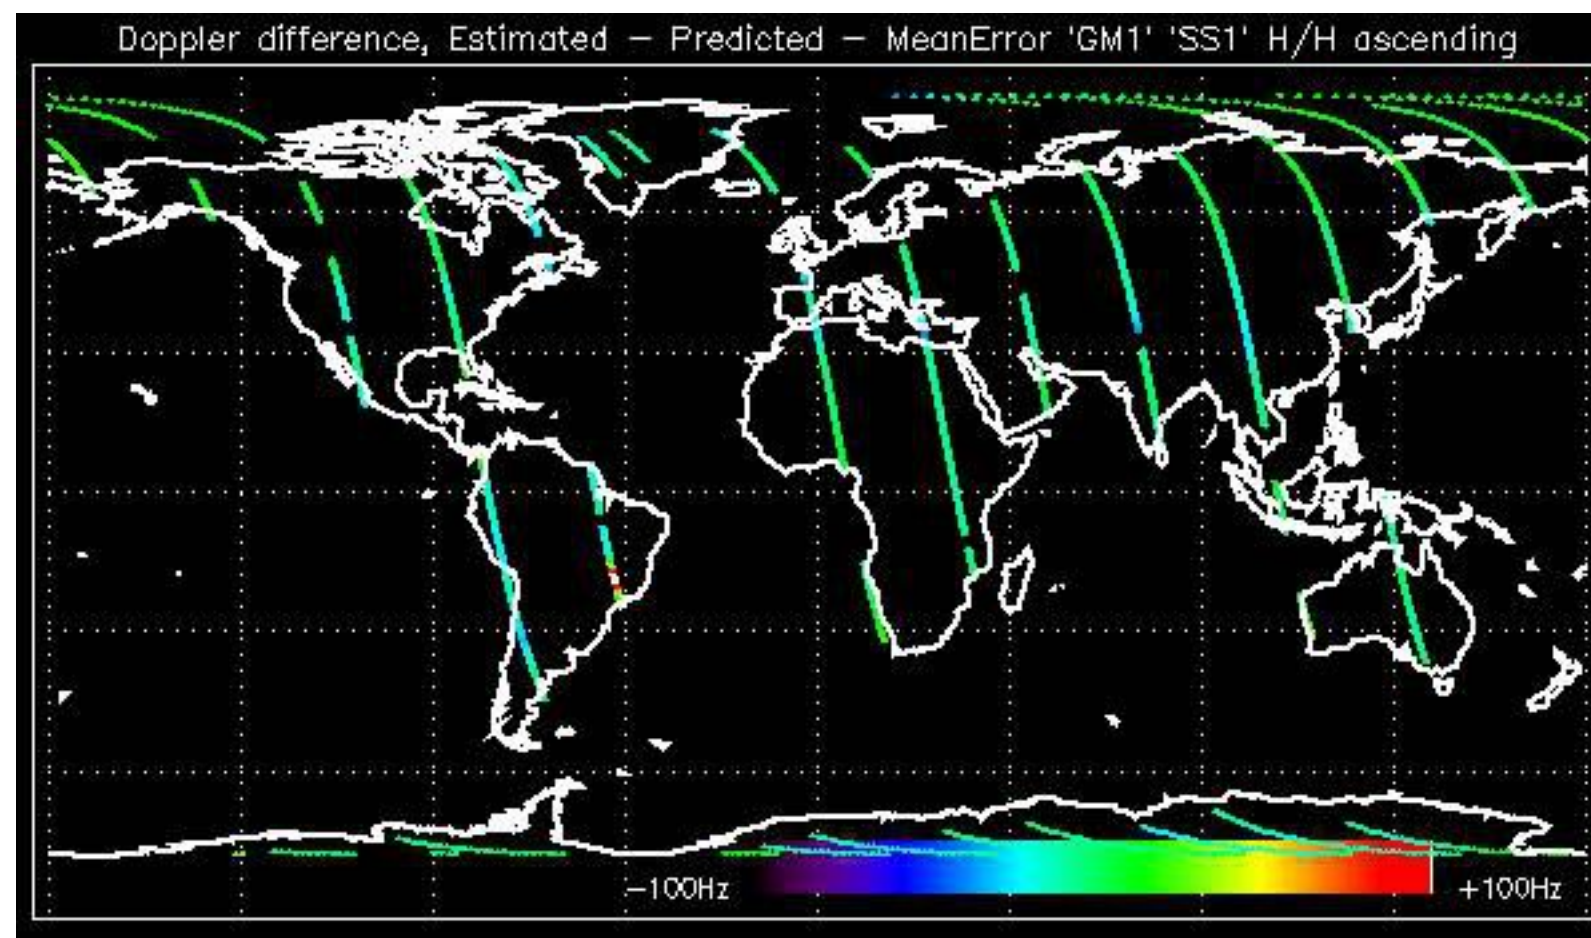 Doppler difference, Estimated – Predicted – MeanError 'GM1' 'SS1' H/H ascending
–100Hz
+100Hz